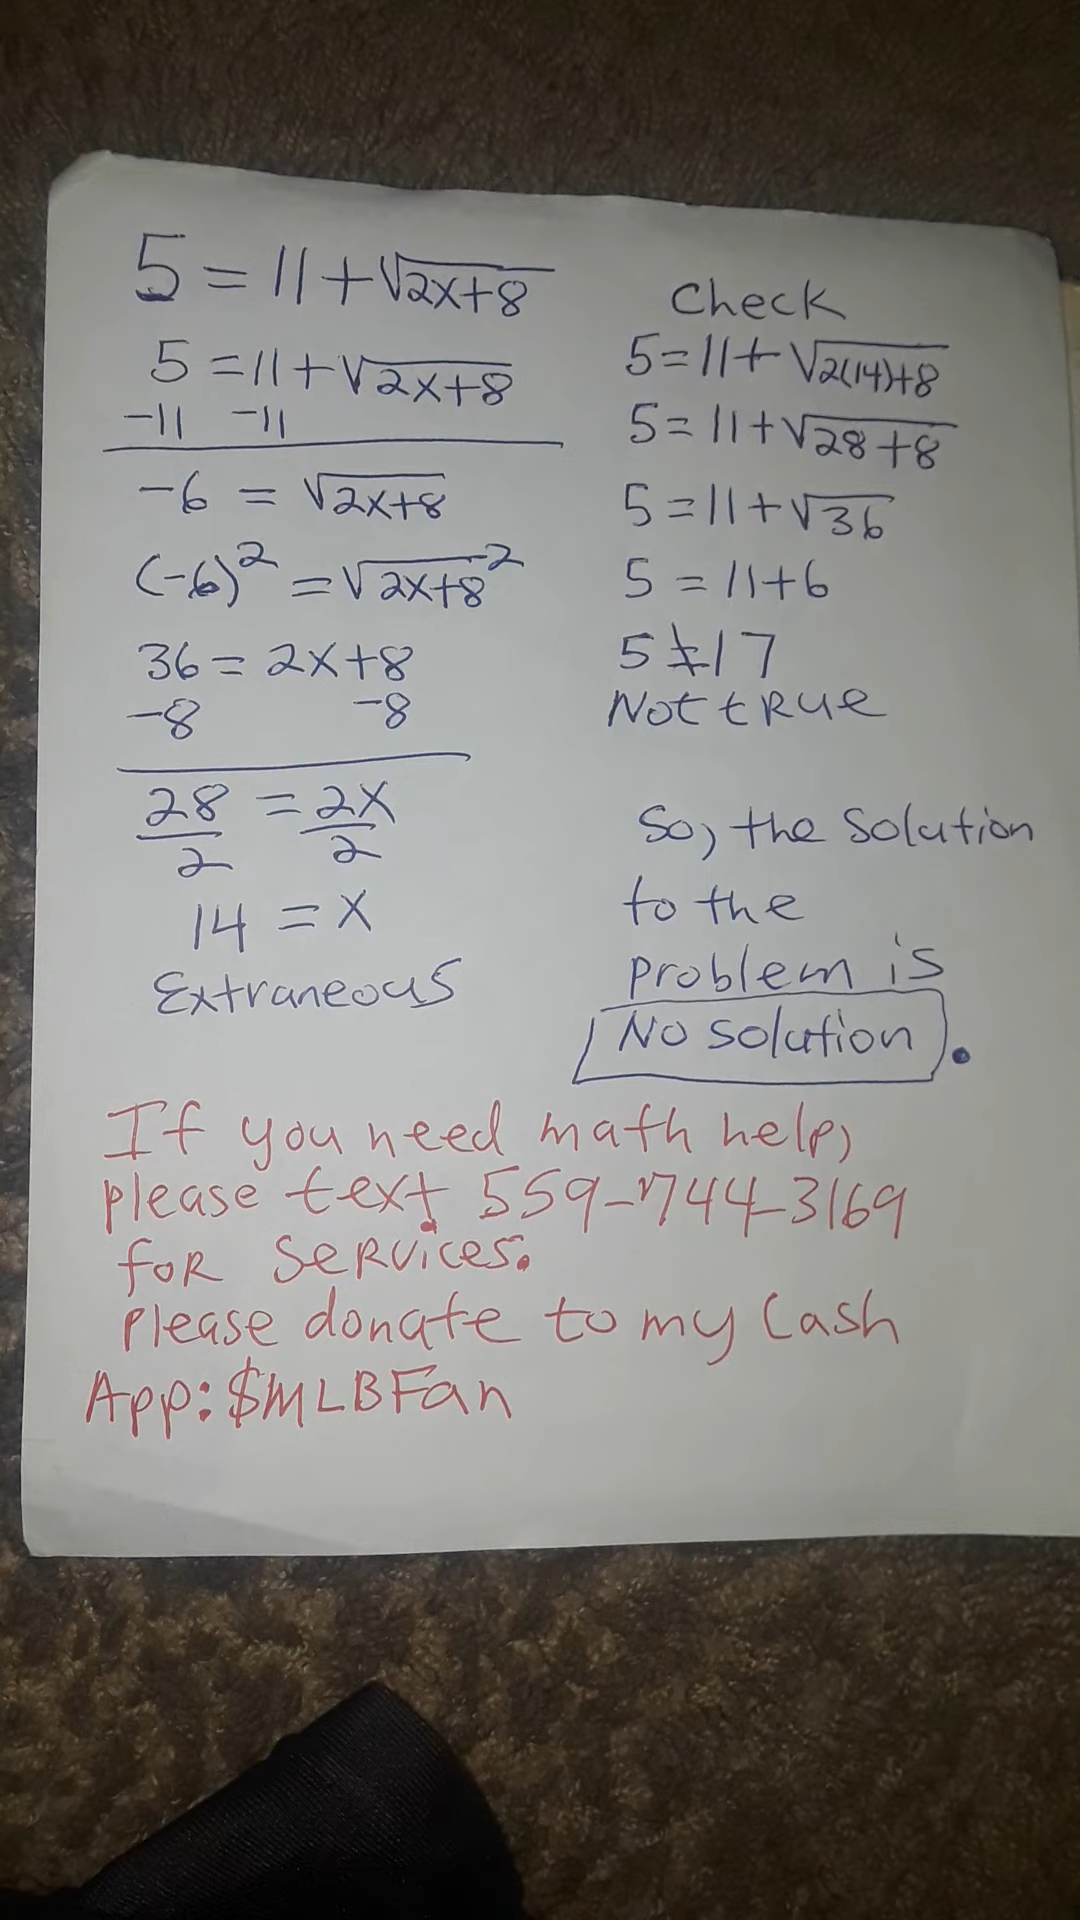 5 = 11 + √2x+8
5 = 11 + √2x+8
-11 -11
-6 = √2x+8
(-6)² = √2x+8²
36 = 2x+8
-8 -8
28 = 2x
2 2
14 = x
Extraneous
Check
5 = 11 + √2(14)+8
5 = 11 + √28+8
5 = 11 + √36
5 = 11+6
5 ≠ 17
Not true
So, the solution
to the
problem is
No solution.
If you need math help,
please text 559-744-3169
for services.
please donate to my Cash
App: $MLBFan